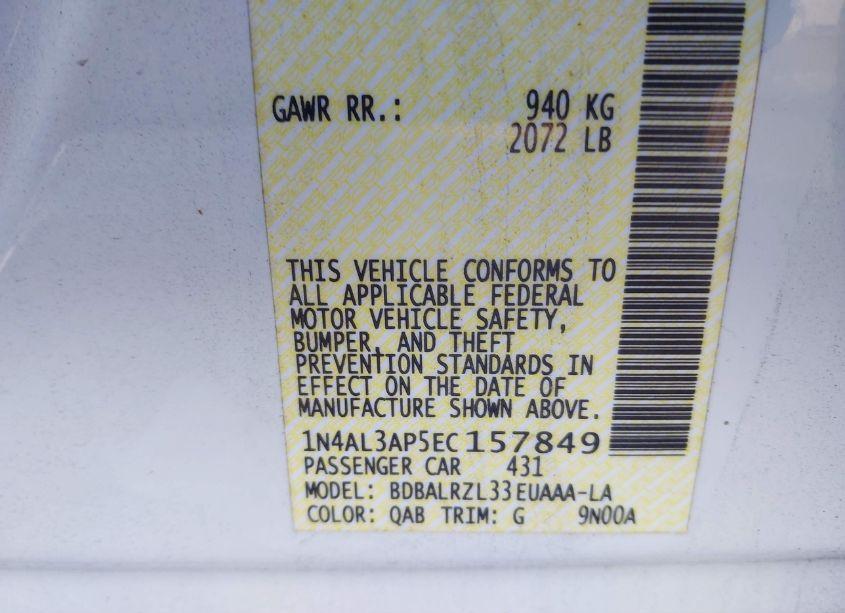 GAWR RR.: 940 KG
2072 LB
THIS VEHICLE CONFORMS TO
ALL APPLICABLE FEDERAL
MOTOR VEHICLE SAFETY,
BUMPER, AND THEFT
PREVENTION STANDARDS IN
EFFECT ON THE DATE OF
MANUFACTURE SHOWN ABOVE.
1N4AL3AP5EC157849
PASSENGER CAR 431
MODEL: BDBALRZL33EUAAA-LA
COLOR: QAB TRIM: G 9N00A